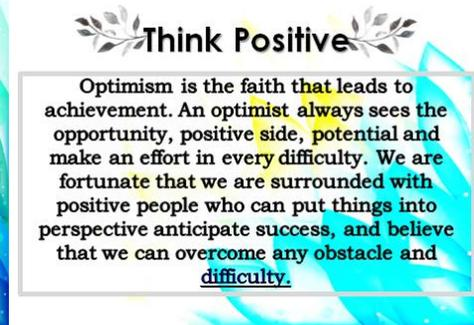 Think Positive
Optimism is the faith that leads to
achievement. An optimist always sees the
opportunity, positive side, potential and
make an effort in every difficulty. We are
fortunate that we are surrounded with
positive people who can put things into
perspective anticipate success, and believe
that we can overcome any obstacle and
difficulty.